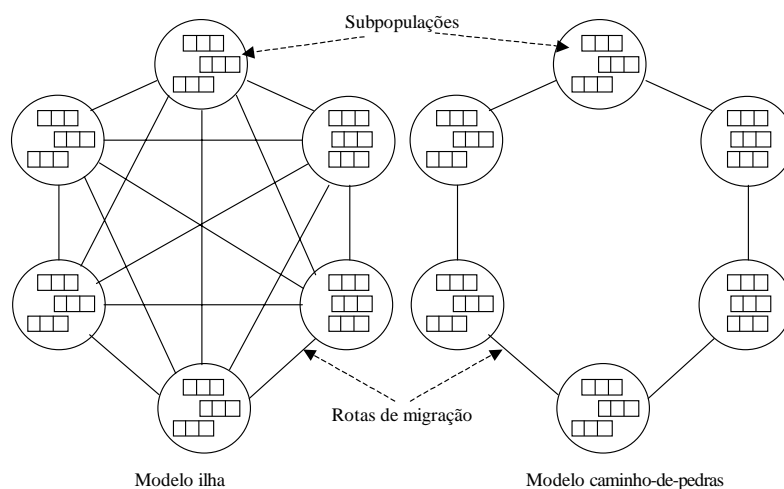 Subpopulações
Rotas de migração
Modelo ilha
Modelo caminho-de-pedras